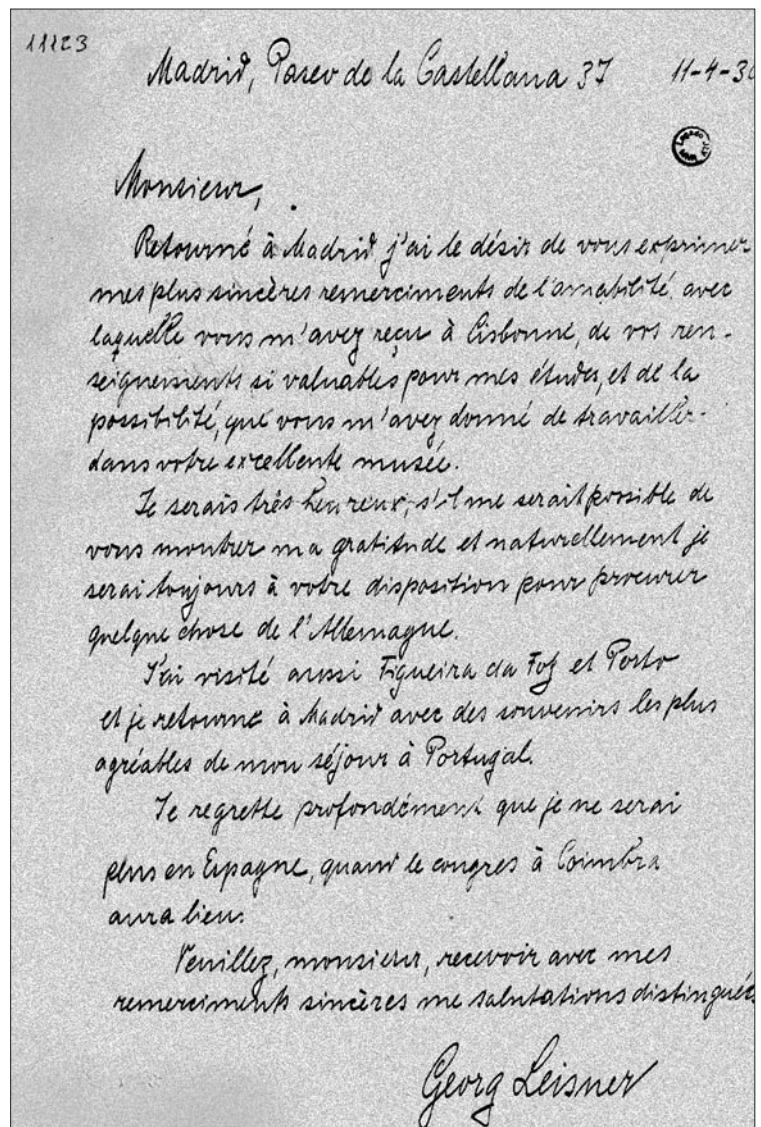 11123
Madrid, Paseo de la Castellana 37 11-4-30
Monsieur,
Retourné à Madrid j'ai le désir de vous exprimer
mes plus sincères remerciments de l'amabilité avec
laquelle vous m'avez reçu à Lisbonne, de vos ren-
seignements si valuables pour mes études, et de la
possibilité, que vous m'avez donné de travailler
dans votre excellente musée.
Je serais très heureux, s'il me serait possible de
vous montrer ma gratitude et naturellement je
serai toujours à votre disposition pour procurer
quelque chose de l'Allemagne.
J'ai visité aussi Figueira da Foz et Porto
et je retourne à Madrid avec des souvenirs les plus
agréables de mon séjour à Portugal.
Je regrette profondément que je ne serai
plus en Espagne, quand le congres à Coimbra
aura lieu.
Veuillez, monsieur, recevoir avec mes
remerciments sincères me salutations distinguées
Georg Leisner